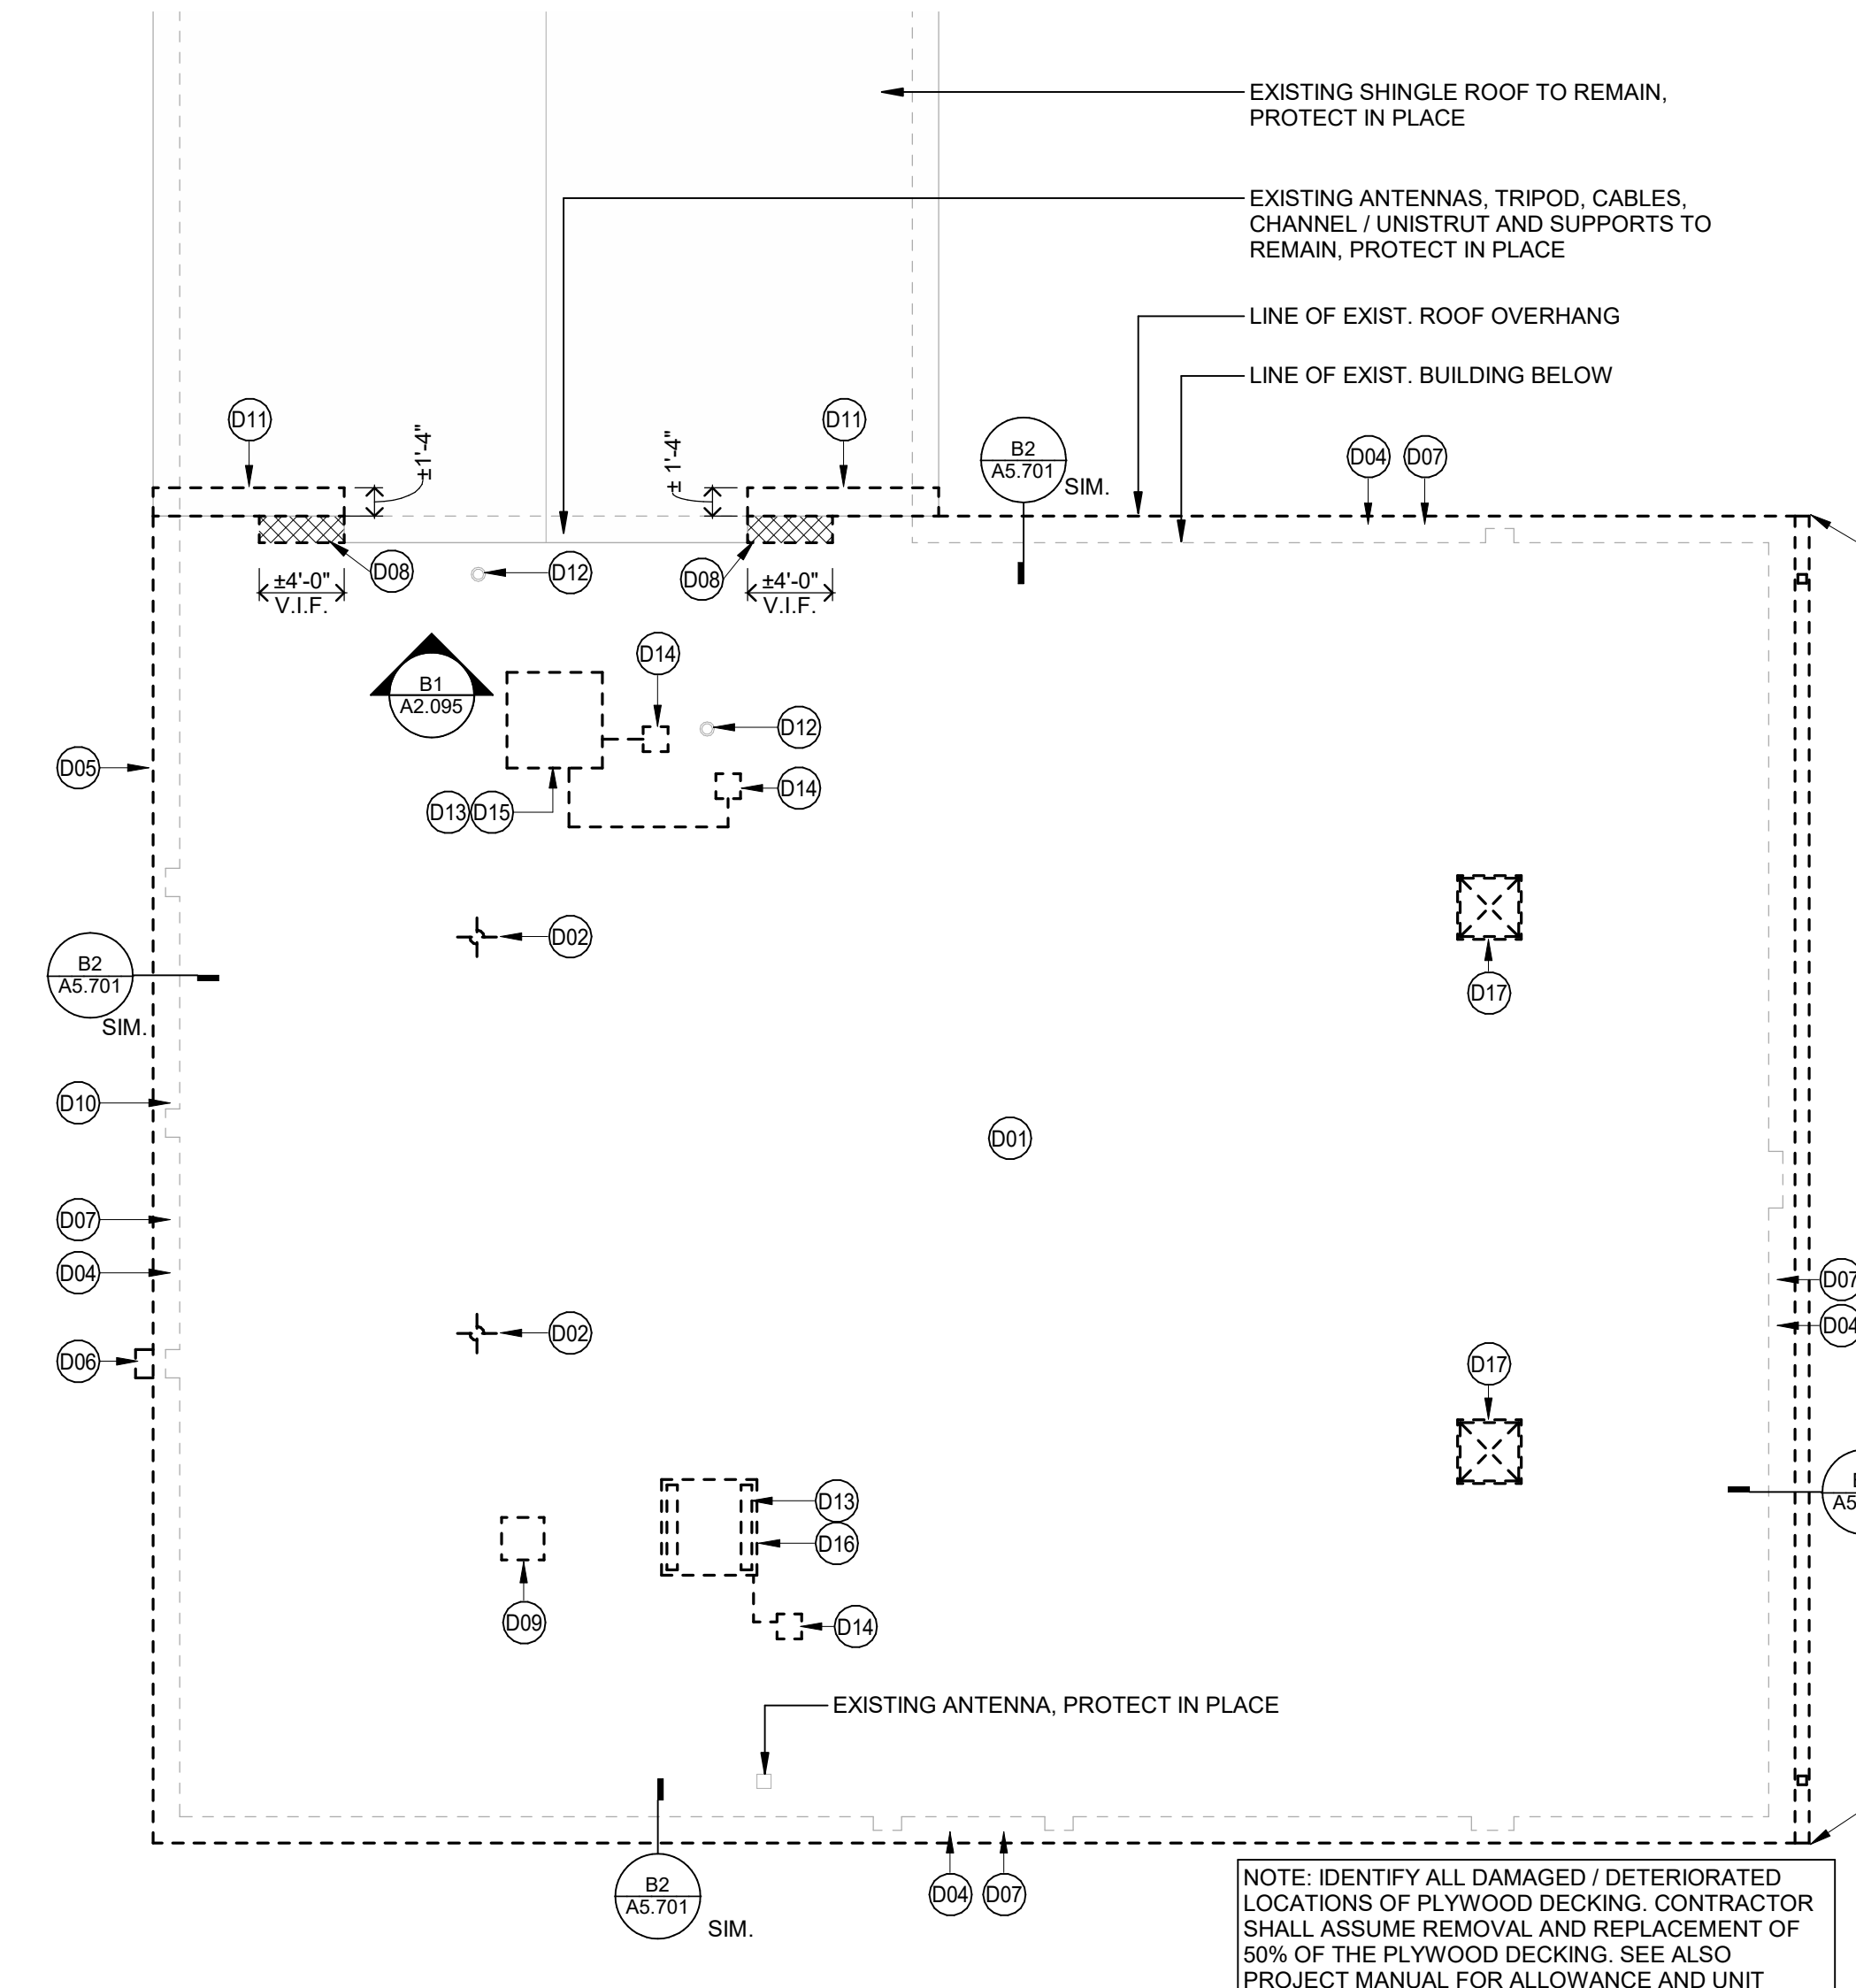 EXISTING SHINGLE ROOF TO REMAIN,
PROTECT IN PLACE
EXISTING ANTENNAS, TRIPOD, CABLES,
CHANNEL / UNISTRUT AND SUPPORTS TO
REMAIN, PROTECT IN PLACE
LINE OF EXIST. ROOF OVERHANG
LINE OF EXIST. BUILDING BELOW
D11
±1'-4"
±1'-4"
D11
B2
A5.701
SIM.
D04
D07
D08
D12
D08
±4'-0"
V.I.F.
±4'-0"
V.I.F.
D14
B1
A2.095
D12
D05
D14
D13
D15
D02
B2
A5.701
SIM.
D17
D10
D01
D07
D04
D07
D04
D02
D06
D17
D13
D16
D09
D14
A5
EXISTING ANTENNA, PROTECT IN PLACE
B2
A5.701
SIM.
D04
D07
NOTE: IDENTIFY ALL DAMAGED / DETERIORATED
LOCATIONS OF PLYWOOD DECKING. CONTRACTOR
SHALL ASSUME REMOVAL AND REPLACEMENT OF
50% OF THE PLYWOOD DECKING. SEE ALSO
PROJECT MANUAL FOR ALLOWANCE AND UNIT